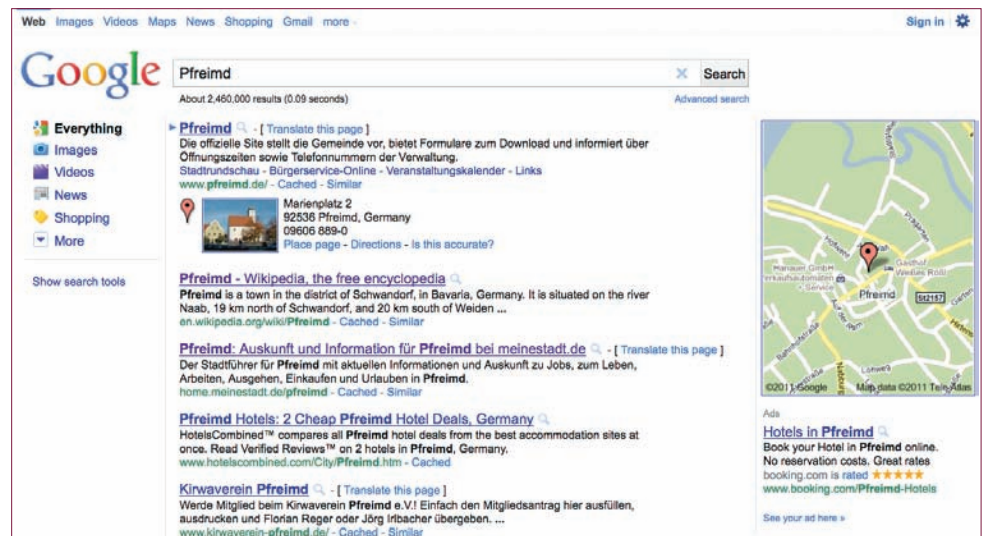 Web Images Videos Maps News Shopping Gmail more
Sign in
Google
Pfreimd
Search
About 2,460,000 results (0.09 seconds)
Advanced search
Everything
Images
Videos
News
Shopping
More
Show search tools
Pfreimd - [ Translate this page ]
Die offizielle Site stellt die Gemeinde vor, bietet Formulare zum Download und informiert über
Öffnungszeiten sowie Telefonnummern der Verwaltung.
Stadtrundschau - Bürgerservice-Online - Veranstaltungskalender - Links
www.pfreimd.de/ - Cached - Similar
Marienplatz 2
92536 Pfreimd, Germany
09606 889-0
Place page - Directions - Is this accurate?
Pfreimd - Wikipedia, the free encyclopedia
Pfreimd is a town in the district of Schwandorf, in Bavaria, Germany. It is situated on the river
Naab, 19 km north of Schwandorf, and 20 km south of Weiden ...
en.wikipedia.org/wiki/Pfreimd - Cached - Similar
Pfreimd: Auskunft und Information für Pfreimd bei meinestadt.de - [ Translate this page ]
Der Stadtführer für Pfreimd mit aktuellen Informationen und Auskunft zu Jobs, zum Leben,
Arbeiten, Ausgehen, Einkaufen und Urlauben in Pfreimd.
home.meinestadt.de/pfreimd - Cached - Similar
Pfreimd Hotels: 2 Cheap Pfreimd Hotel Deals, Germany
HotelsCombined™ compares all Pfreimd hotel deals from the best accommodation sites at
once. Read Verified Reviews™ on 2 hotels in Pfreimd, Germany.
www.hotelscombined.com/City/Pfreimd.htm - Cached
Kirwaverein Pfreimd - [ Translate this page ]
Werde Mitglied beim Kirwaverein Pfreimd e.V.! Einfach den Mitgliedsantrag hier ausfüllen,
ausdrucken und Florian Reger oder Jörg Irlbacher übergeben. ...
www.kirwaverein-pfreimd.de/ - Cached - Similar
Pfragengasse
Hofweiher
Manauer GmbH
Verkaufsautomaten
+ Service
Gasthof
Weißes Rößl
Pfreimd
St2157
Bahnhofstraße
©2011 Google
Map data ©2011 Tele Atlas
Ads
Hotels in Pfreimd
Book your Hotel in Pfreimd online.
No reservation costs. Great rates
booking.com is rated ★★★★★
www.booking.com/Pfreimd-Hotels
See your ad here »